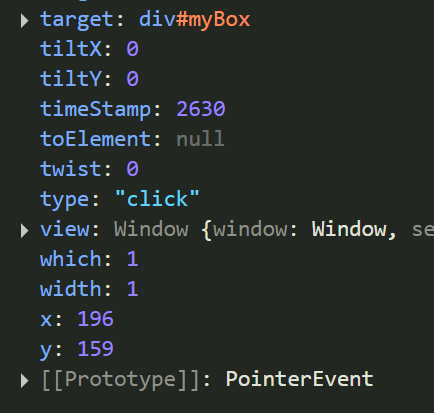 target: div#myBox
tiltX: 0
tiltY: 0
timeStamp: 2630
toElement: null
twist: 0
type: "click"
view: Window {window: Window, se
which: 1
width: 1
x: 196
y: 159
[[Prototype]]: PointerEvent